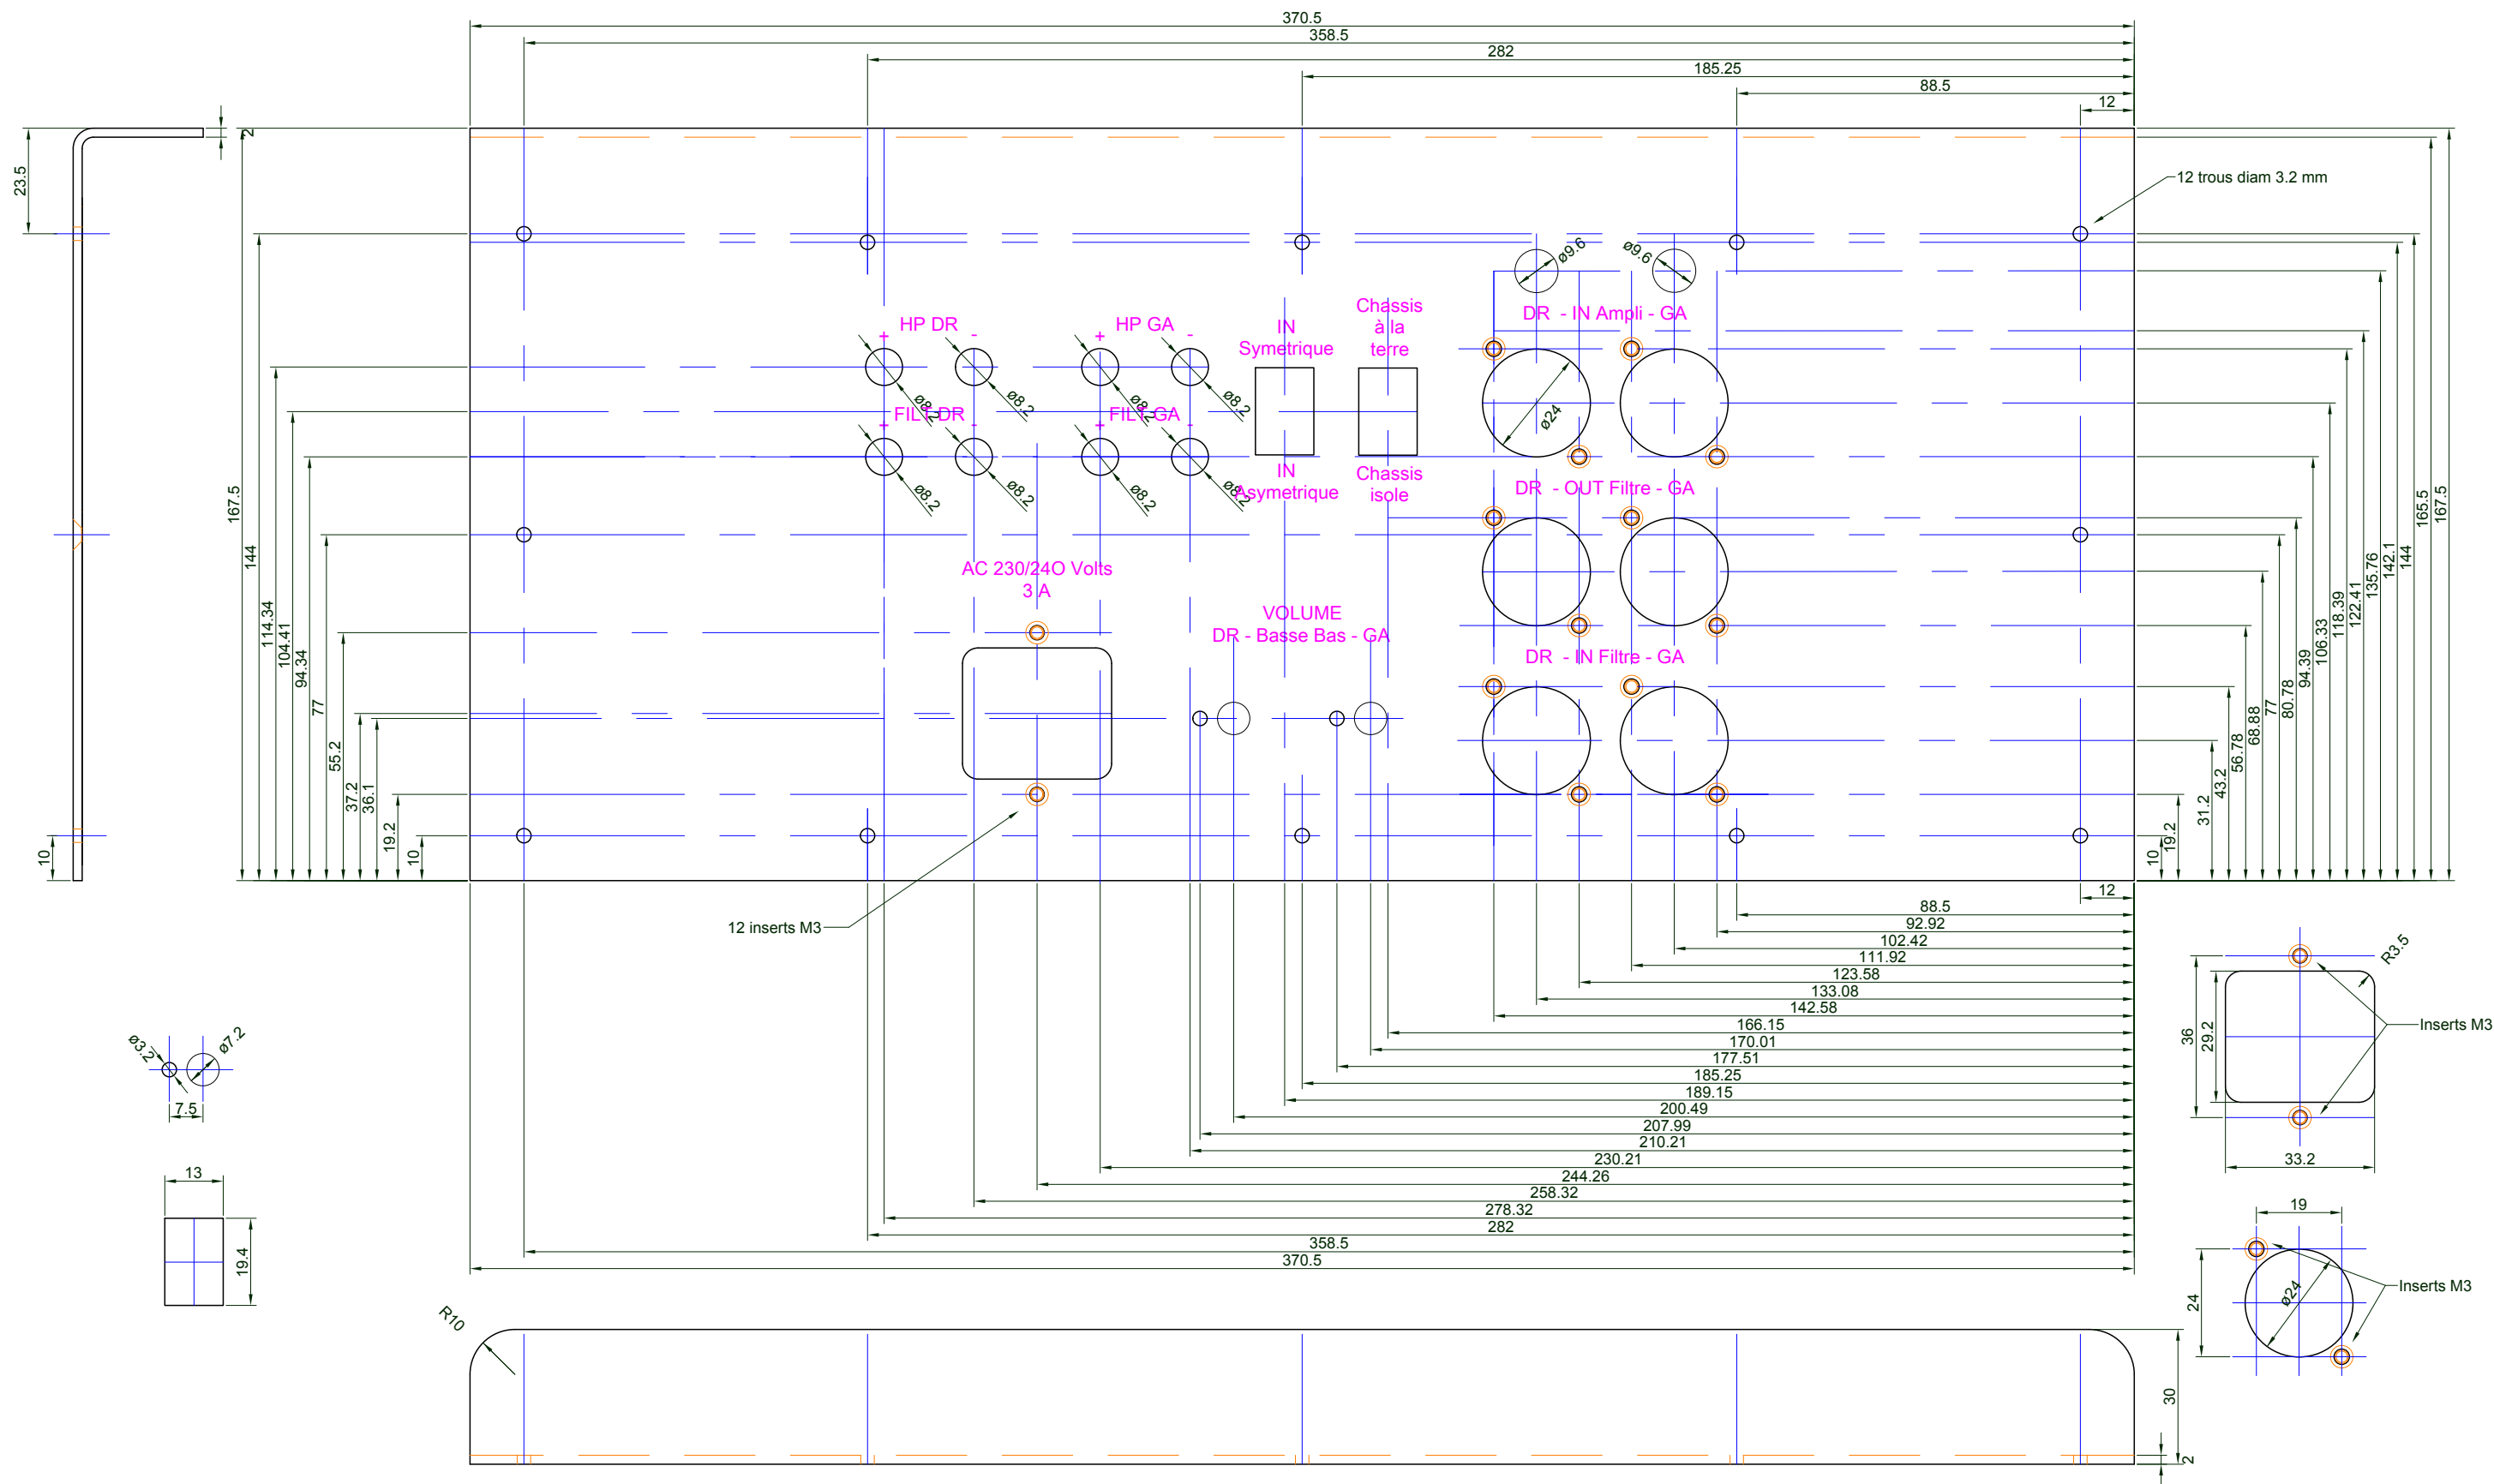 370.5
358.5
282
185.25
88.5
12
2
23.5
12 trous diam 3.2 mm
ø9.6
ø9.6
Chassis
à la
terre
DR - IN Ampli - GA
HP DR
+ -
HP GA
+ -
IN
Symetrique
ø8.2
ø8.2
ø8.2
ø8.2
FILT DR
+ -
FILT GA
+ -
ø24
ø8.2
ø8.2
ø8.2
ø8.2
IN
Asymetrique
Chassis
isole
DR - OUT Filtre - GA
AC 230/24O Volts
3 A
VOLUME
DR - Basse Bas - GA
DR - IN Filtre - GA
167.5
144
114.34
104.41
94.34
77
55.2
37.2
36.1
19.2
10
10
167.5
165.5
144
142.1
135.76
122.41
118.39
106.33
94.39
80.78
77
68.88
56.78
43.2
31.2
19.2
10
12 inserts M3
12
88.5
92.92
102.42
111.92
123.58
133.08
142.58
166.15
170.01
177.51
185.25
189.15
200.49
207.99
210.21
230.21
244.26
258.32
278.32
282
358.5
370.5
ø3.2
ø7.2
7.5
13
19.4
R3.5
36
29.2
Inserts M3
33.2
19
24
ø24
Inserts M3
R10
30
2